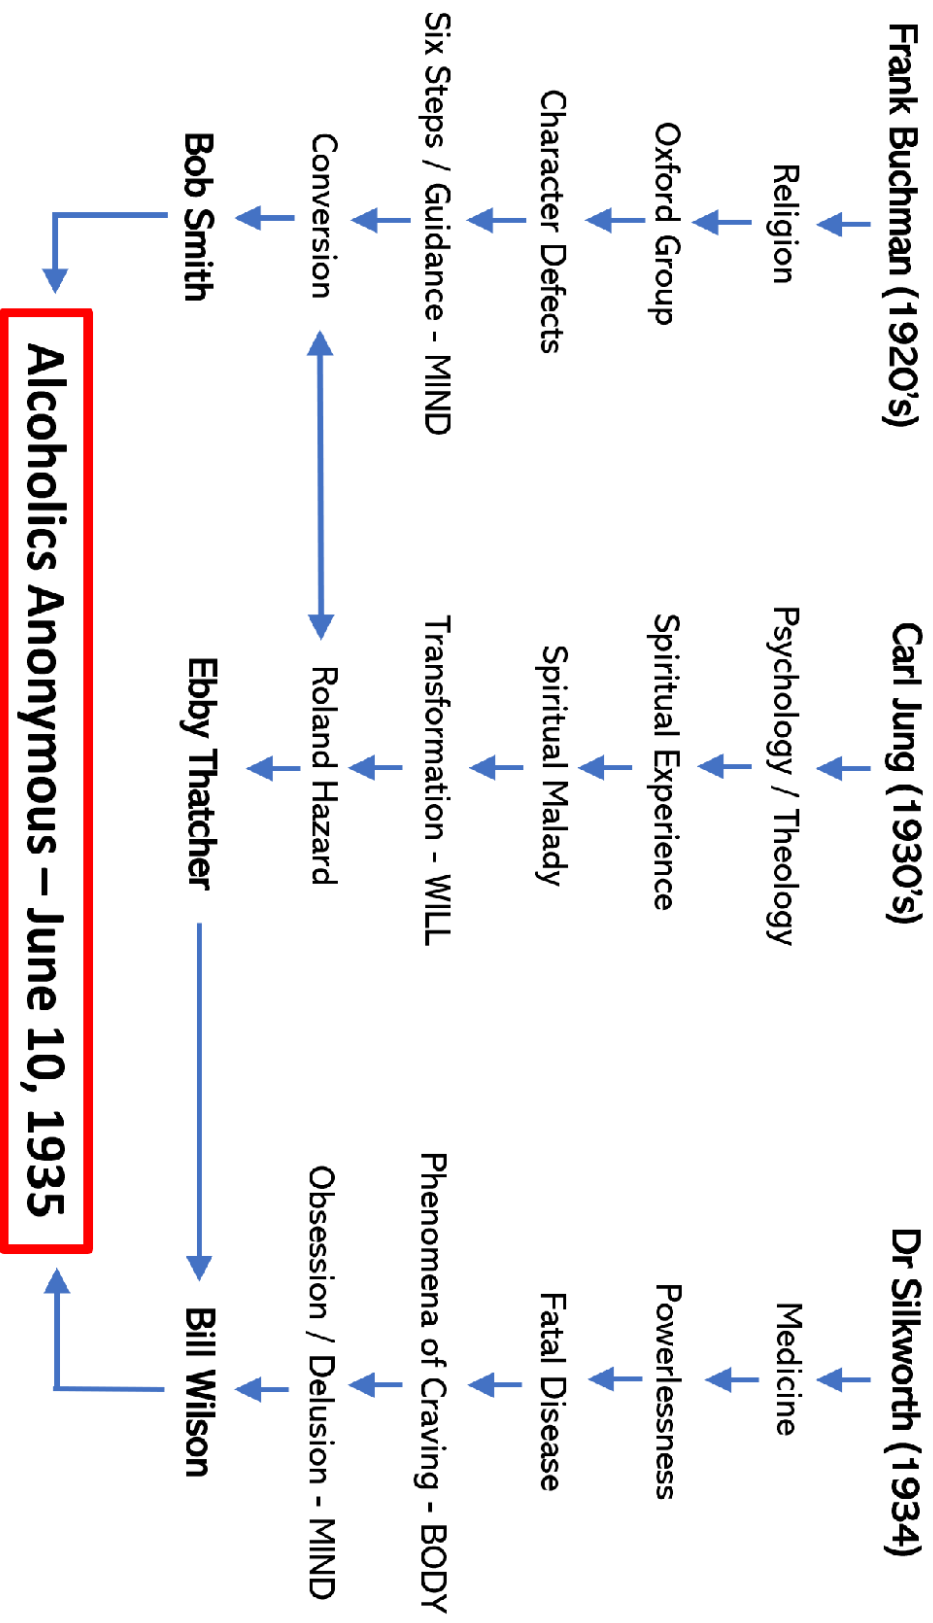 Frank Buchman (1920's)
Carl Jung (1930's)
Dr Silkworth (1934)
Religion
Psychology / Theology
Medicine
Oxford Group
Spiritual Experience
Powerlessness
Character Defects
Spiritual Malady
Fatal Disease
Six Steps / Guidance - MIND
Transformation - WILL
Phenomena of Craving - BODY
Conversion
Roland Hazard
Obsession / Delusion - MIND
Bob Smith
Ebby Thatcher
Bill Wilson
Alcoholics Anonymous – June 10, 1935